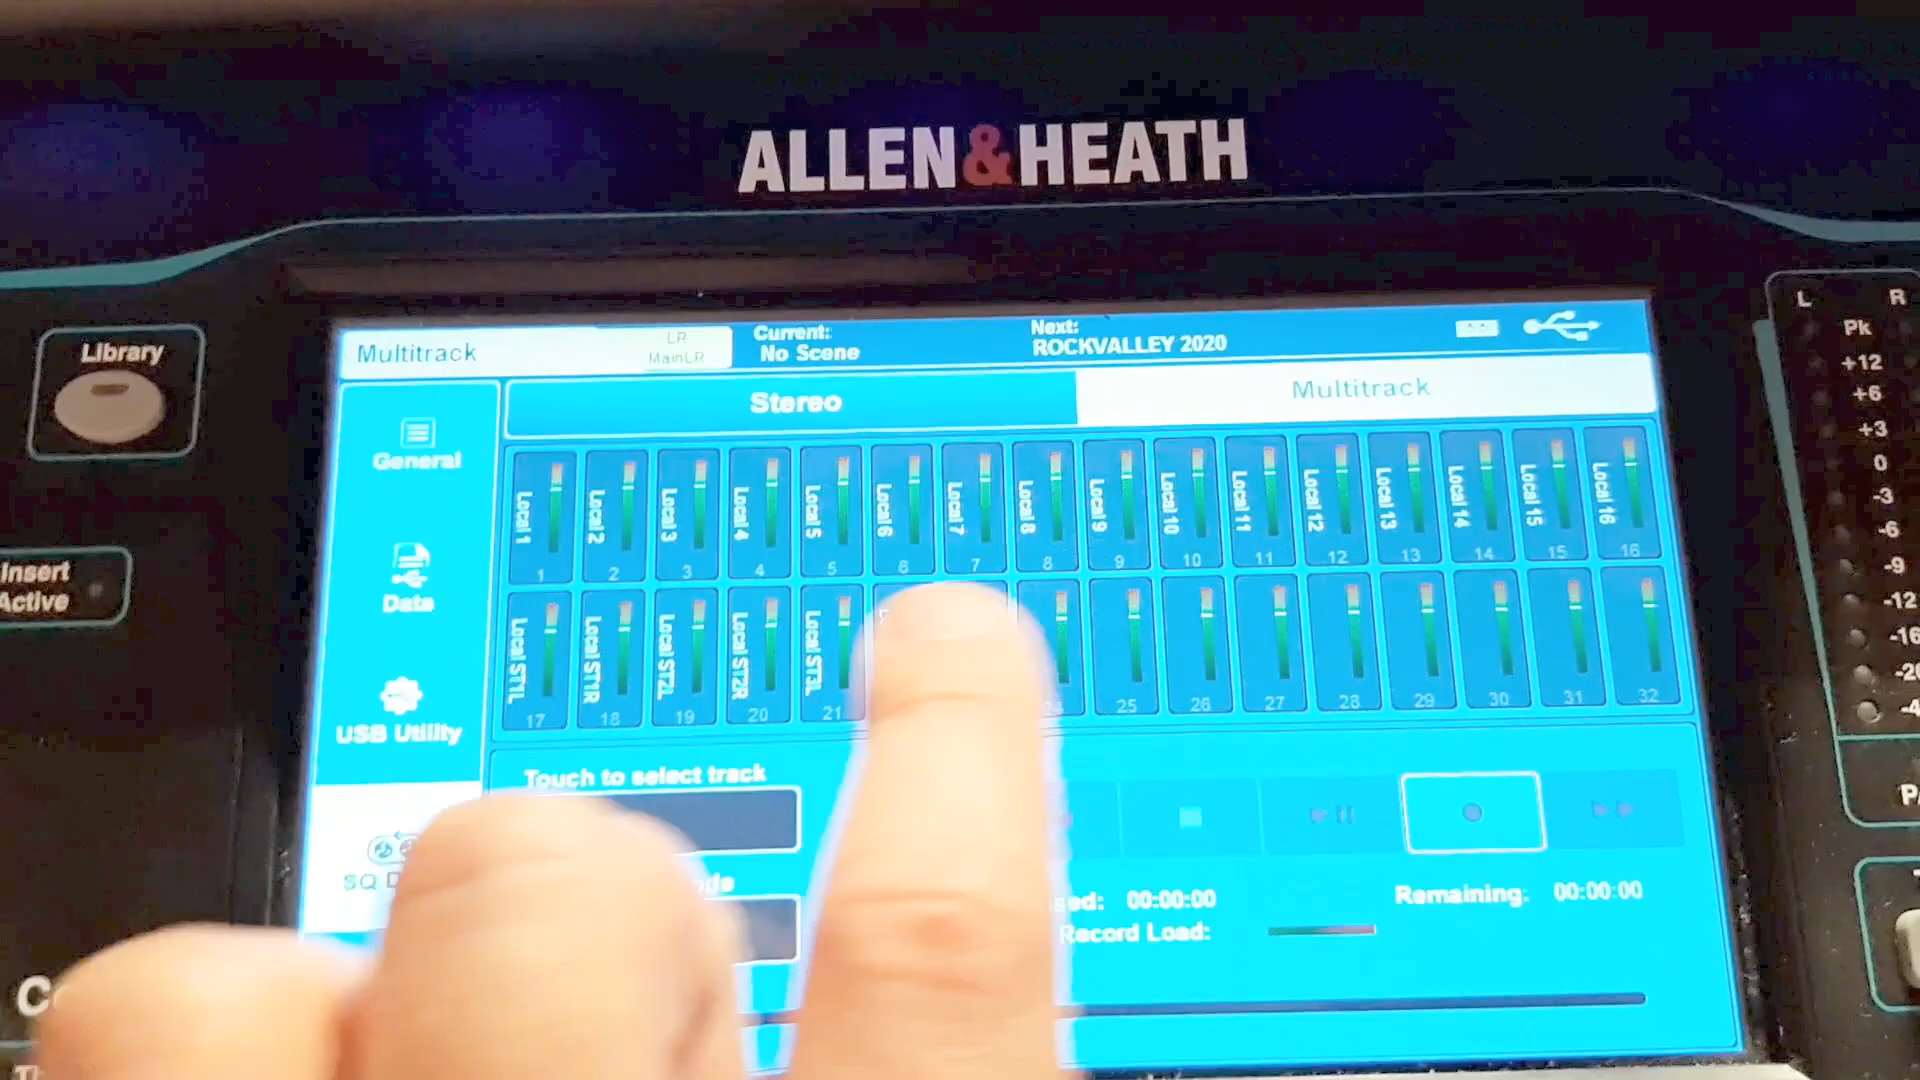 ALLEN&HEATH
L R
Library
Pk
+12
+6
+3
0
-3
-6
-9
-12
-16
Insert
Active
Multitrack
LR
MainLR
Current:
No Scene
Next:
ROCKVALLEY 2020
General
Data
USB Utility
SQ
Stereo
Multitrack
Local 1 Local 2 Local 3 Local 4 Local 5 Local 6 Local 7 Local 8 Local 9 Local 10 Local 11 Local 12 Local 13 Local 14 Local 15 Local 16
1 2 3 4 5 6 7 8 9 10 11 12 13 14 15 16
Local ST1L Local ST1R Local ST2L Local ST2R Local ST3L
17 18 19 20 21 25 26 27 28 29 30 31 32
Touch to select track
Remaining: 00:00:00
00:00:00
Record Load: